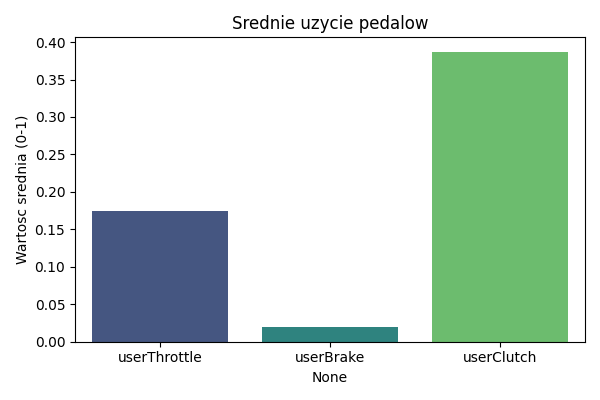 Srednie uzycie pedalow
Wartosc srednia (0-1)
0.40
0.35
0.30
0.25
0.20
0.15
0.10
0.05
0.00
userThrottle
userBrake
userClutch
None